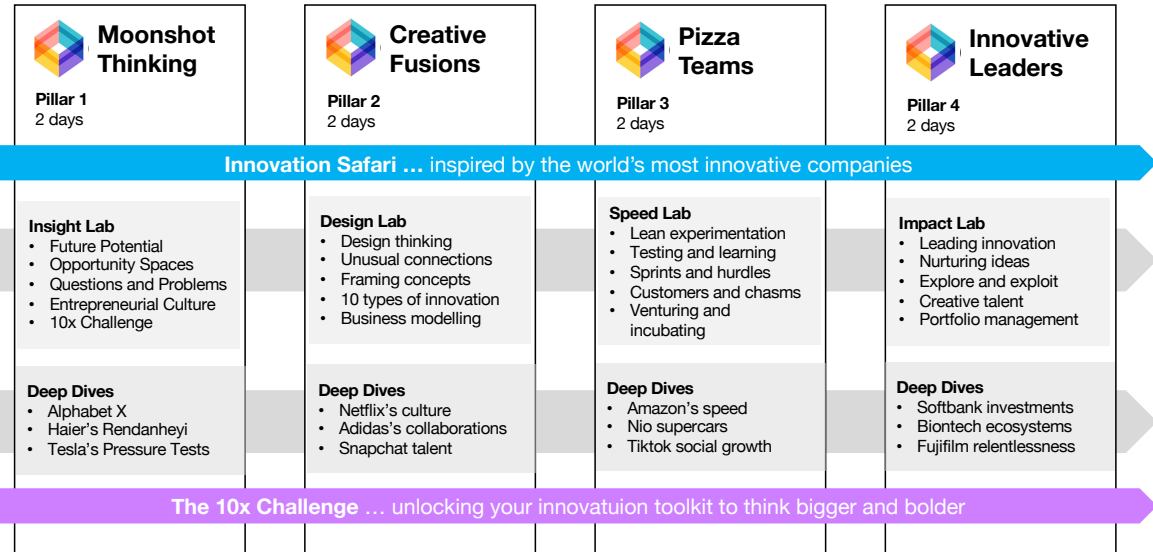 Moonshot
Thinking
Pillar 1
2 days
Creative
Fusions
Pillar 2
2 days
Pizza
Teams
Pillar 3
2 days
Innovative
Leaders
Pillar 4
2 days
Innovation Safari … inspired by the world’s most innovative companies
Insight Lab
• Future Potential
• Opportunity Spaces
• Questions and Problems
• Entrepreneurial Culture
• 10x Challenge
Design Lab
• Design thinking
• Unusual connections
• Framing concepts
• 10 types of innovation
• Business modelling
Speed Lab
• Lean experimentation
• Testing and learning
• Sprints and hurdles
• Customers and chasms
• Venturing and
incubating
Impact Lab
• Leading innovation
• Nurturing ideas
• Explore and exploit
• Creative talent
• Portfolio management
Deep Dives
• Alphabet X
• Haier’s Rendanheyi
• Tesla’s Pressure Tests
Deep Dives
• Netflix’s culture
• Adidas’s collaborations
• Snapchat talent
Deep Dives
• Amazon’s speed
• Nio supercars
• Tiktok social growth
Deep Dives
• Softbank investments
• Biontech ecosystems
• Fujifilm relentlessness
The 10x Challenge … unlocking your innovatuion toolkit to think bigger and bolder